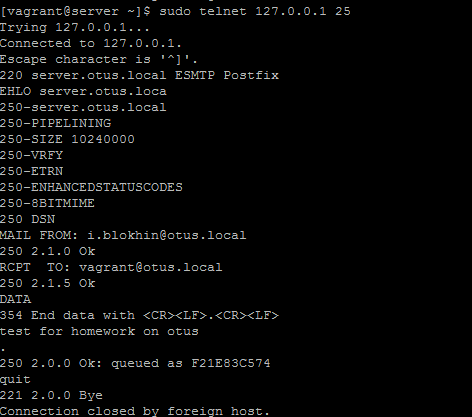 [vagrant@server ~]$ sudo telnet 127.0.0.1 25
Trying 127.0.0.1...
Connected to 127.0.0.1.
Escape character is '^]'.
220 server.otus.local ESMTP Postfix
EHLO server.otus.loca
250-server.otus.local
250-PIPELINING
250-SIZE 10240000
250-VRFY
250-ETRN
250-ENHANCEDSTATUSCODES
250-8BITMIME
250 DSN
MAIL FROM: i.blokhin@otus.local
250 2.1.0 Ok
RCPT  TO: vagrant@otus.local
250 2.1.5 Ok
DATA
354 End data with <CR><LF>.<CR><LF>
test for homework on otus
.
250 2.0.0 Ok: queued as F21E83C574
quit
221 2.0.0 Bye
Connection closed by foreign host.